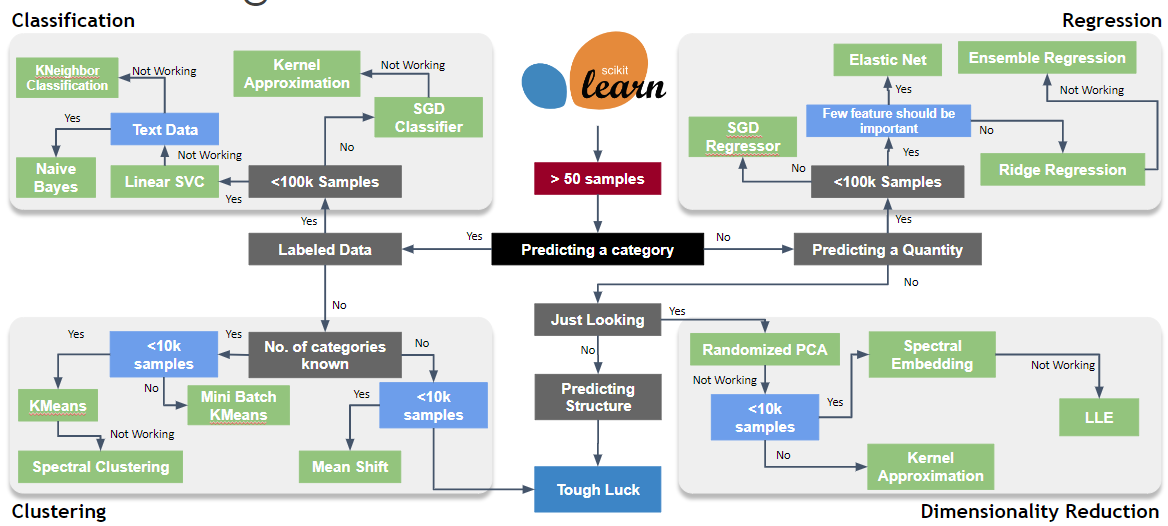 Classification
Regression
KNeighbor
Classification
Not Working
Kernel
Approximation
Not Working
SGD
Classifier
Yes
Text Data
No
Not Working
Naive
Bayes
Linear SVC
Yes
<100k Samples
Yes
Labeled Data
scikit
learn
> 50 samples
Yes
Predicting a category
No
Predicting a Quantity
Elastic Net
Ensemble Regression
Yes
Not Working
Few feature should be
important
No
SGD
Regressor
Yes
Ridge Regression
No
<100k Samples
Yes
No
No
Just Looking
Yes
No
Predicting
Structure
Tough Luck
Yes
<10k
samples
Yes
No. of categories
known
No
No
KMeans
Mini Batch
KMeans
Yes
<10k
samples
Not Working
Spectral Clustering
Mean Shift
Randomized PCA
Spectral
Embedding
Not Working
Not Working
<10k
samples
Yes
LLE
No
Kernel
Approximation
Clustering
Dimensionality Reduction